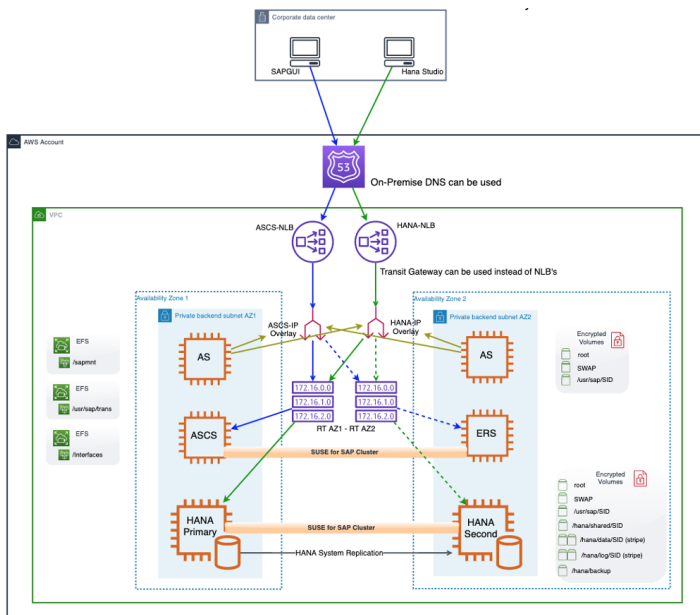 Corporate data center
SAPGUI
Hana Studio
AWS Account
53
On-Premise DNS can be used
VPC
ASCS-NLB
HANA-NLB
Transit Gateway can be used instead of NLB's
Availability Zone 1
Availability Zone 2
Private backend subnet AZ1
Private backend subnet AZ2
ASCS-IP
Overlay
HANA-IP
Overlay
AS
AS
EFS
/sapmnt
EFS
/usr/sap/trans
EFS
/Interfaces
Encrypted
Volumes
root
SWAP
/usr/sap/SID
172.16.0.0
172.16.1.0
172.16.2.0
172.16.0.0
172.16.1.0
172.16.2.0
RT AZ1 - RT AZ2
ASCS
ERS
SUSE for SAP Cluster
HANA
Primary
HANA
Second
SUSE for SAP Cluster
HANA System Replication
Encrypted
Volumes
root
SWAP
/usr/sap/SID
/hana/shared/SID
/hana/data/SID (stripe)
/hana/log/SID (stripe)
/hana/backup